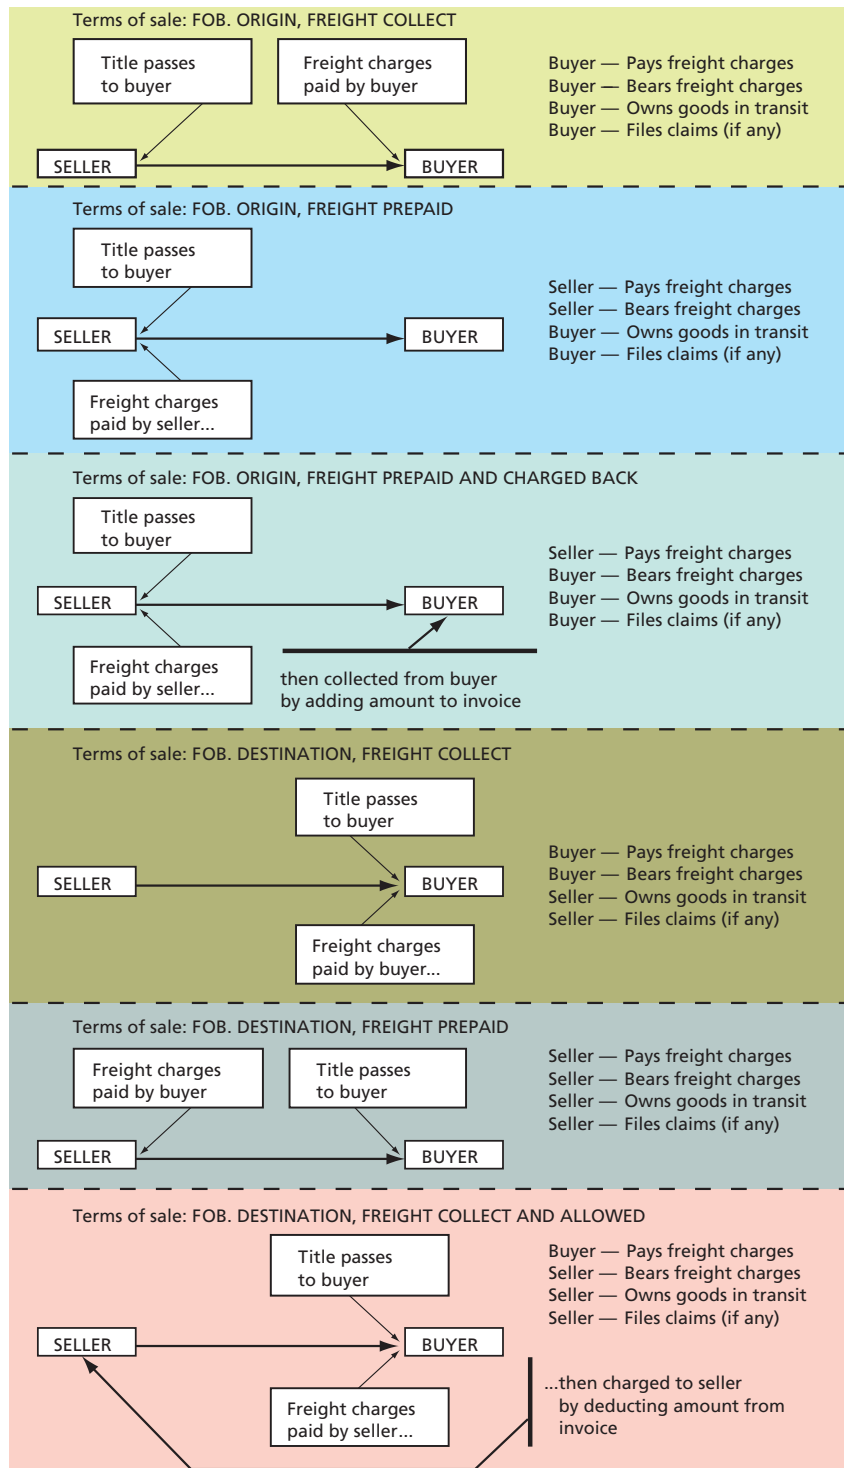 Terms of sale: FOB. ORIGIN, FREIGHT COLLECT
Title passes
to buyer
Freight charges
paid by buyer
Buyer — Pays freight charges
Buyer — Bears freight charges
Buyer — Owns goods in transit
Buyer — Files claims (if any)
SELLER
BUYER
Terms of sale: FOB. ORIGIN, FREIGHT PREPAID
Title passes
to buyer
Seller — Pays freight charges
Seller — Bears freight charges
Buyer — Owns goods in transit
Buyer — Files claims (if any)
SELLER
BUYER
Freight charges
paid by seller...
Terms of sale: FOB. ORIGIN, FREIGHT PREPAID AND CHARGED BACK
Title passes
to buyer
Seller — Pays freight charges
Buyer — Bears freight charges
Buyer — Owns goods in transit
Buyer — Files claims (if any)
SELLER
BUYER
Freight charges
paid by seller...
then collected from buyer
by adding amount to invoice
Terms of sale: FOB. DESTINATION, FREIGHT COLLECT
Title passes
to buyer
Buyer — Pays freight charges
Buyer — Bears freight charges
Seller — Owns goods in transit
Seller — Files claims (if any)
SELLER
BUYER
Freight charges
paid by buyer...
Terms of sale: FOB. DESTINATION, FREIGHT PREPAID
Freight charges
paid by buyer
Title passes
to buyer
Seller — Pays freight charges
Seller — Bears freight charges
Seller — Owns goods in transit
Seller — Files claims (if any)
SELLER
BUYER
Terms of sale: FOB. DESTINATION, FREIGHT COLLECT AND ALLOWED
Title passes
to buyer
Buyer — Pays freight charges
Seller — Bears freight charges
Seller — Owns goods in transit
Seller — Files claims (if any)
SELLER
BUYER
Freight charges
paid by seller...
...then charged to seller
by deducting amount from
invoice